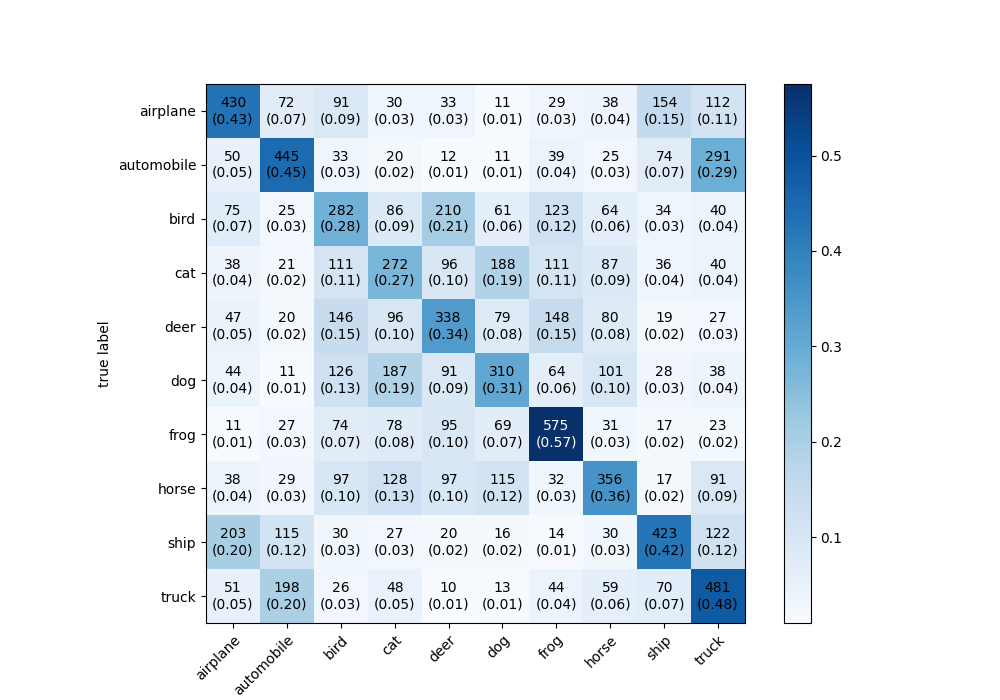 airplane 430 72 91 30 33 11 29 38 154 112
(0.43) (0.07) (0.09) (0.03) (0.03) (0.01) (0.03) (0.04) (0.15) (0.11)
automobile 50 445 33 20 12 11 39 25 74 291
(0.05) (0.45) (0.03) (0.02) (0.01) (0.01) (0.04) (0.03) (0.07) (0.29)
0.5
bird 75 25 282 86 210 61 123 64 34 40
(0.07) (0.03) (0.28) (0.09) (0.21) (0.06) (0.12) (0.06) (0.03) (0.04)
0.4
cat 38 21 111 272 96 188 111 87 36 40
(0.04) (0.02) (0.11) (0.27) (0.10) (0.19) (0.11) (0.09) (0.04) (0.04)
true label
deer 47 20 146 96 338 79 148 80 19 27
(0.05) (0.02) (0.15) (0.10) (0.34) (0.08) (0.15) (0.08) (0.02) (0.03)
0.3
dog 44 11 126 187 91 310 64 101 28 38
(0.04) (0.01) (0.13) (0.19) (0.09) (0.31) (0.06) (0.10) (0.03) (0.04)
frog 11 27 74 78 95 69 575 31 17 23
(0.01) (0.03) (0.07) (0.08) (0.10) (0.07) (0.57) (0.03) (0.02) (0.02)
0.2
horse 38 29 97 128 97 115 32 356 17 91
(0.04) (0.03) (0.10) (0.13) (0.10) (0.12) (0.03) (0.36) (0.02) (0.09)
ship 203 115 30 27 20 16 14 30 423 122
(0.20) (0.12) (0.03) (0.03) (0.02) (0.02) (0.01) (0.03) (0.42) (0.12)
0.1
truck 51 198 26 48 10 13 44 59 70 481
(0.05) (0.20) (0.03) (0.05) (0.01) (0.01) (0.04) (0.06) (0.07) (0.48)
airplane automobile bird cat deer dog frog horse ship truck